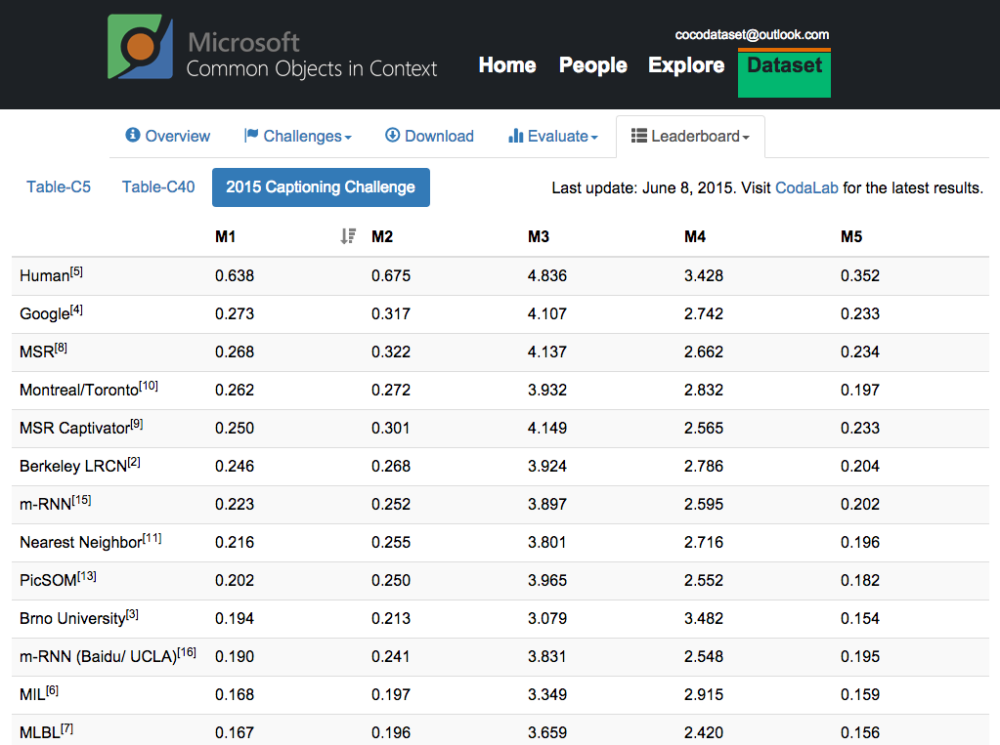 cocodataset@outlook.com
Microsoft
Common Objects in Context
Home People Explore Dataset
Overview Challenges Download Evaluate Leaderboard
Table-C5 Table-C40 2015 Captioning Challenge Last update: June 8, 2015. Visit CodaLab for the latest results.
M1 M2 M3 M4 M5
Human[5] 0.638 0.675 4.836 3.428 0.352
Google[4] 0.273 0.317 4.107 2.742 0.233
MSR[8] 0.268 0.322 4.137 2.662 0.234
Montreal/Toronto[10] 0.262 0.272 3.932 2.832 0.197
MSR Captivator[9] 0.250 0.301 4.149 2.565 0.233
Berkeley LRCN[2] 0.246 0.268 3.924 2.786 0.204
m-RNN[15] 0.223 0.252 3.897 2.595 0.202
Nearest Neighbor[11] 0.216 0.255 3.801 2.716 0.196
PicSOM[13] 0.202 0.250 3.965 2.552 0.182
Brno University[3] 0.194 0.213 3.079 3.482 0.154
m-RNN (Baidu/ UCLA)[16] 0.190 0.241 3.831 2.548 0.195
MIL[6] 0.168 0.197 3.349 2.915 0.159
MLBL[7] 0.167 0.196 3.659 2.420 0.156